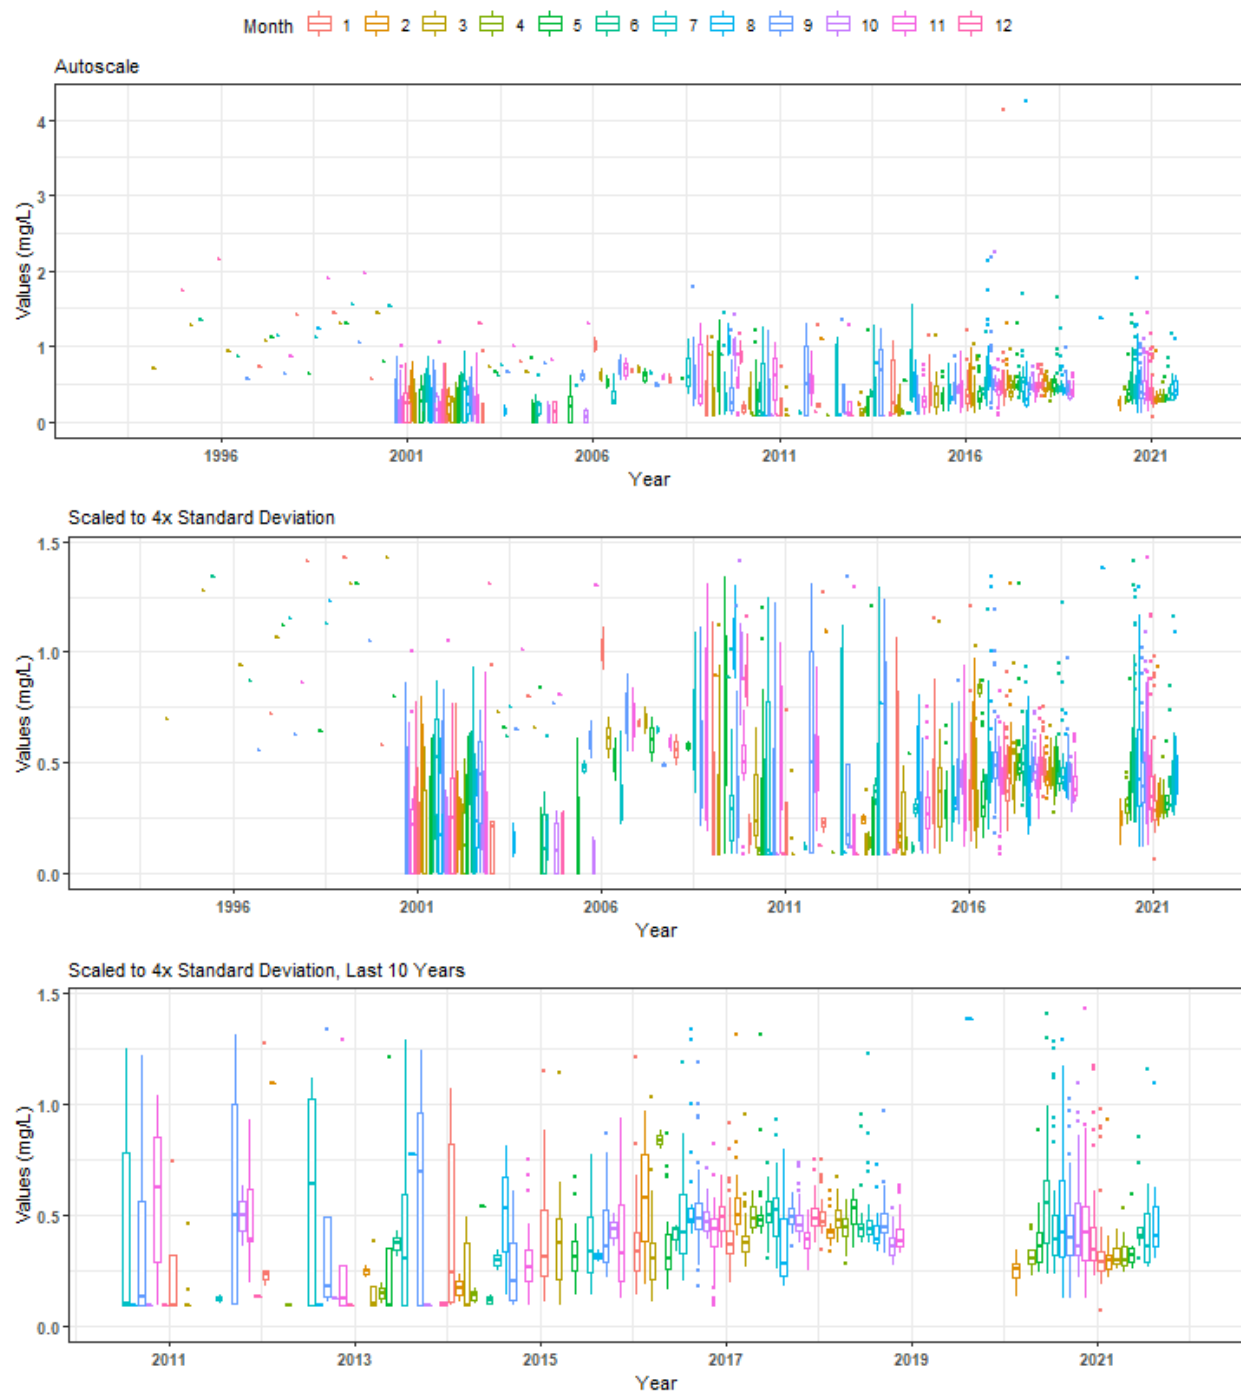 Month 1 2 3 4 5 6 7 8 9 10 11 12
Autoscale
Values (mg/L)
4
3
2
1
0
1996 2001 2006 2011 2016 2021
Year
Scaled to 4x Standard Deviation
Values (mg/L)
1.5
1.0
0.5
0.0
1996 2001 2006 2011 2016 2021
Year
Scaled to 4x Standard Deviation, Last 10 Years
Values (mg/L)
1.5
1.0
0.5
0.0
2011 2013 2015 2017 2019 2021
Year